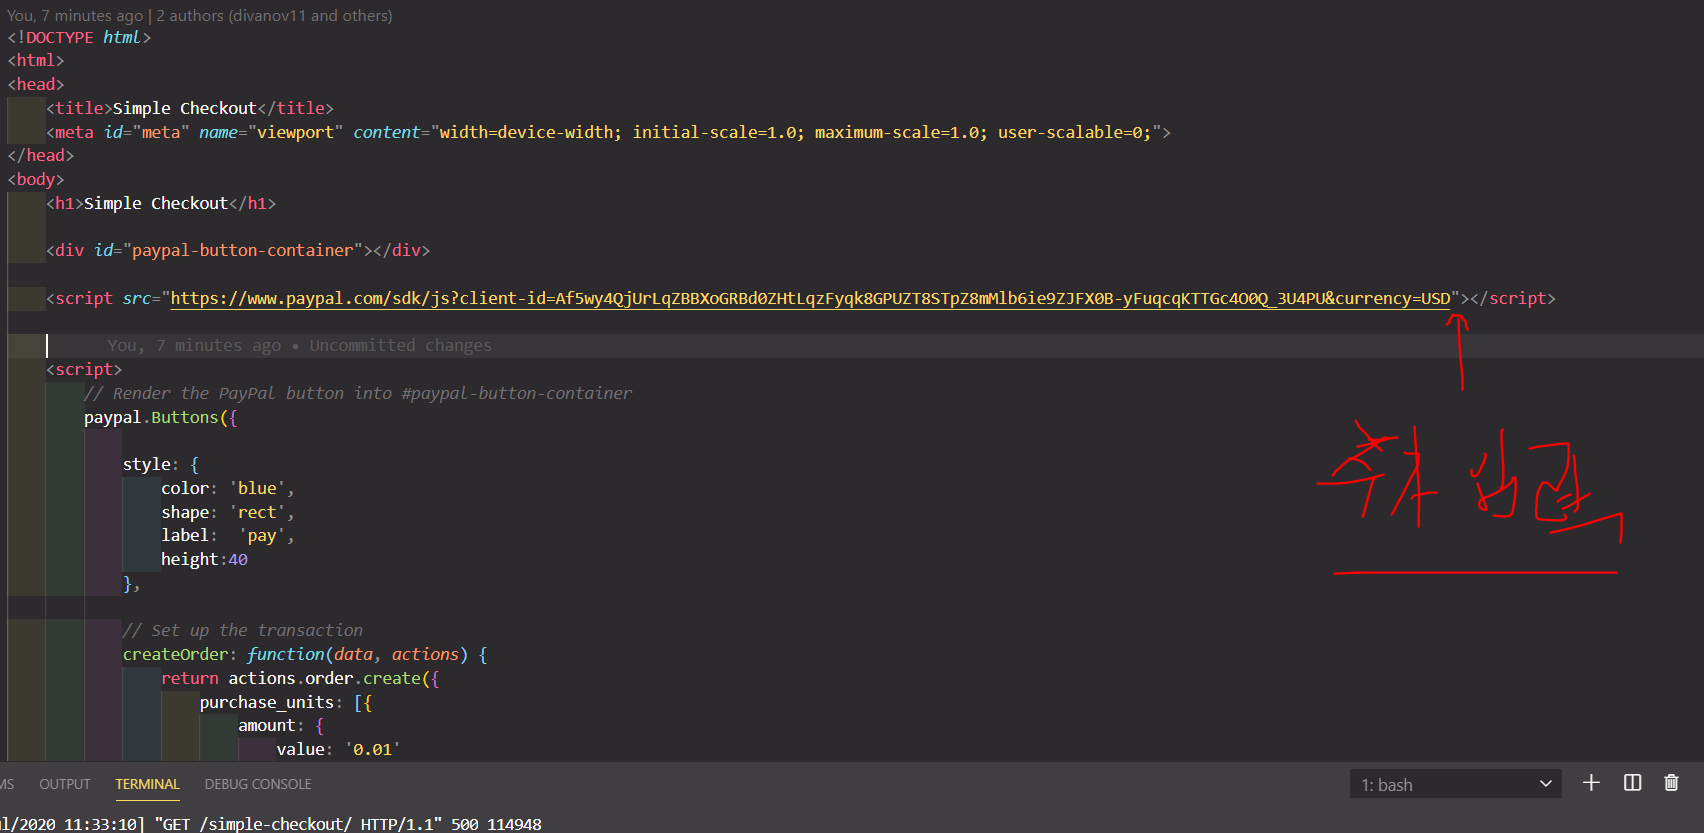 You, 7 minutes ago | 2 authors (divanov11 and others)
<!DOCTYPE html>
<html>
<head>
<title>Simple Checkout</title>
<meta id="meta" name="viewport" content="width=device-width; initial-scale=1.0; maximum-scale=1.0; user-scalable=0;">
</head>
<body>
<h1>Simple Checkout</h1>
<div id="paypal-button-container"></div>
<script src="https://www.paypal.com/sdk/js?client-id=Af5wy4QjUrLqZBBXoGRBd0ZHtLqzFyqk8GPUZT8STpZ8mMlb6ie9ZJFX0B-yFuqcqKTTGc4O0Q_3U4PU&currency=USD"></script>
You, 7 minutes ago • Uncommitted changes
<script>
// Render the PayPal button into #paypal-button-container
paypal.Buttons({
style: {
color: 'blue',
shape: 'rect',
label: 'pay',
height:40
},
// Set up the transaction
createOrder: function(data, actions) {
return actions.order.create({
purchase_units: [{
amount: {
value: '0.01'
MS OUTPUT TERMINAL DEBUG CONSOLE 1: bash
ul/2020 11:33:10] "GET /simple-checkout/ HTTP/1.1" 500 114948